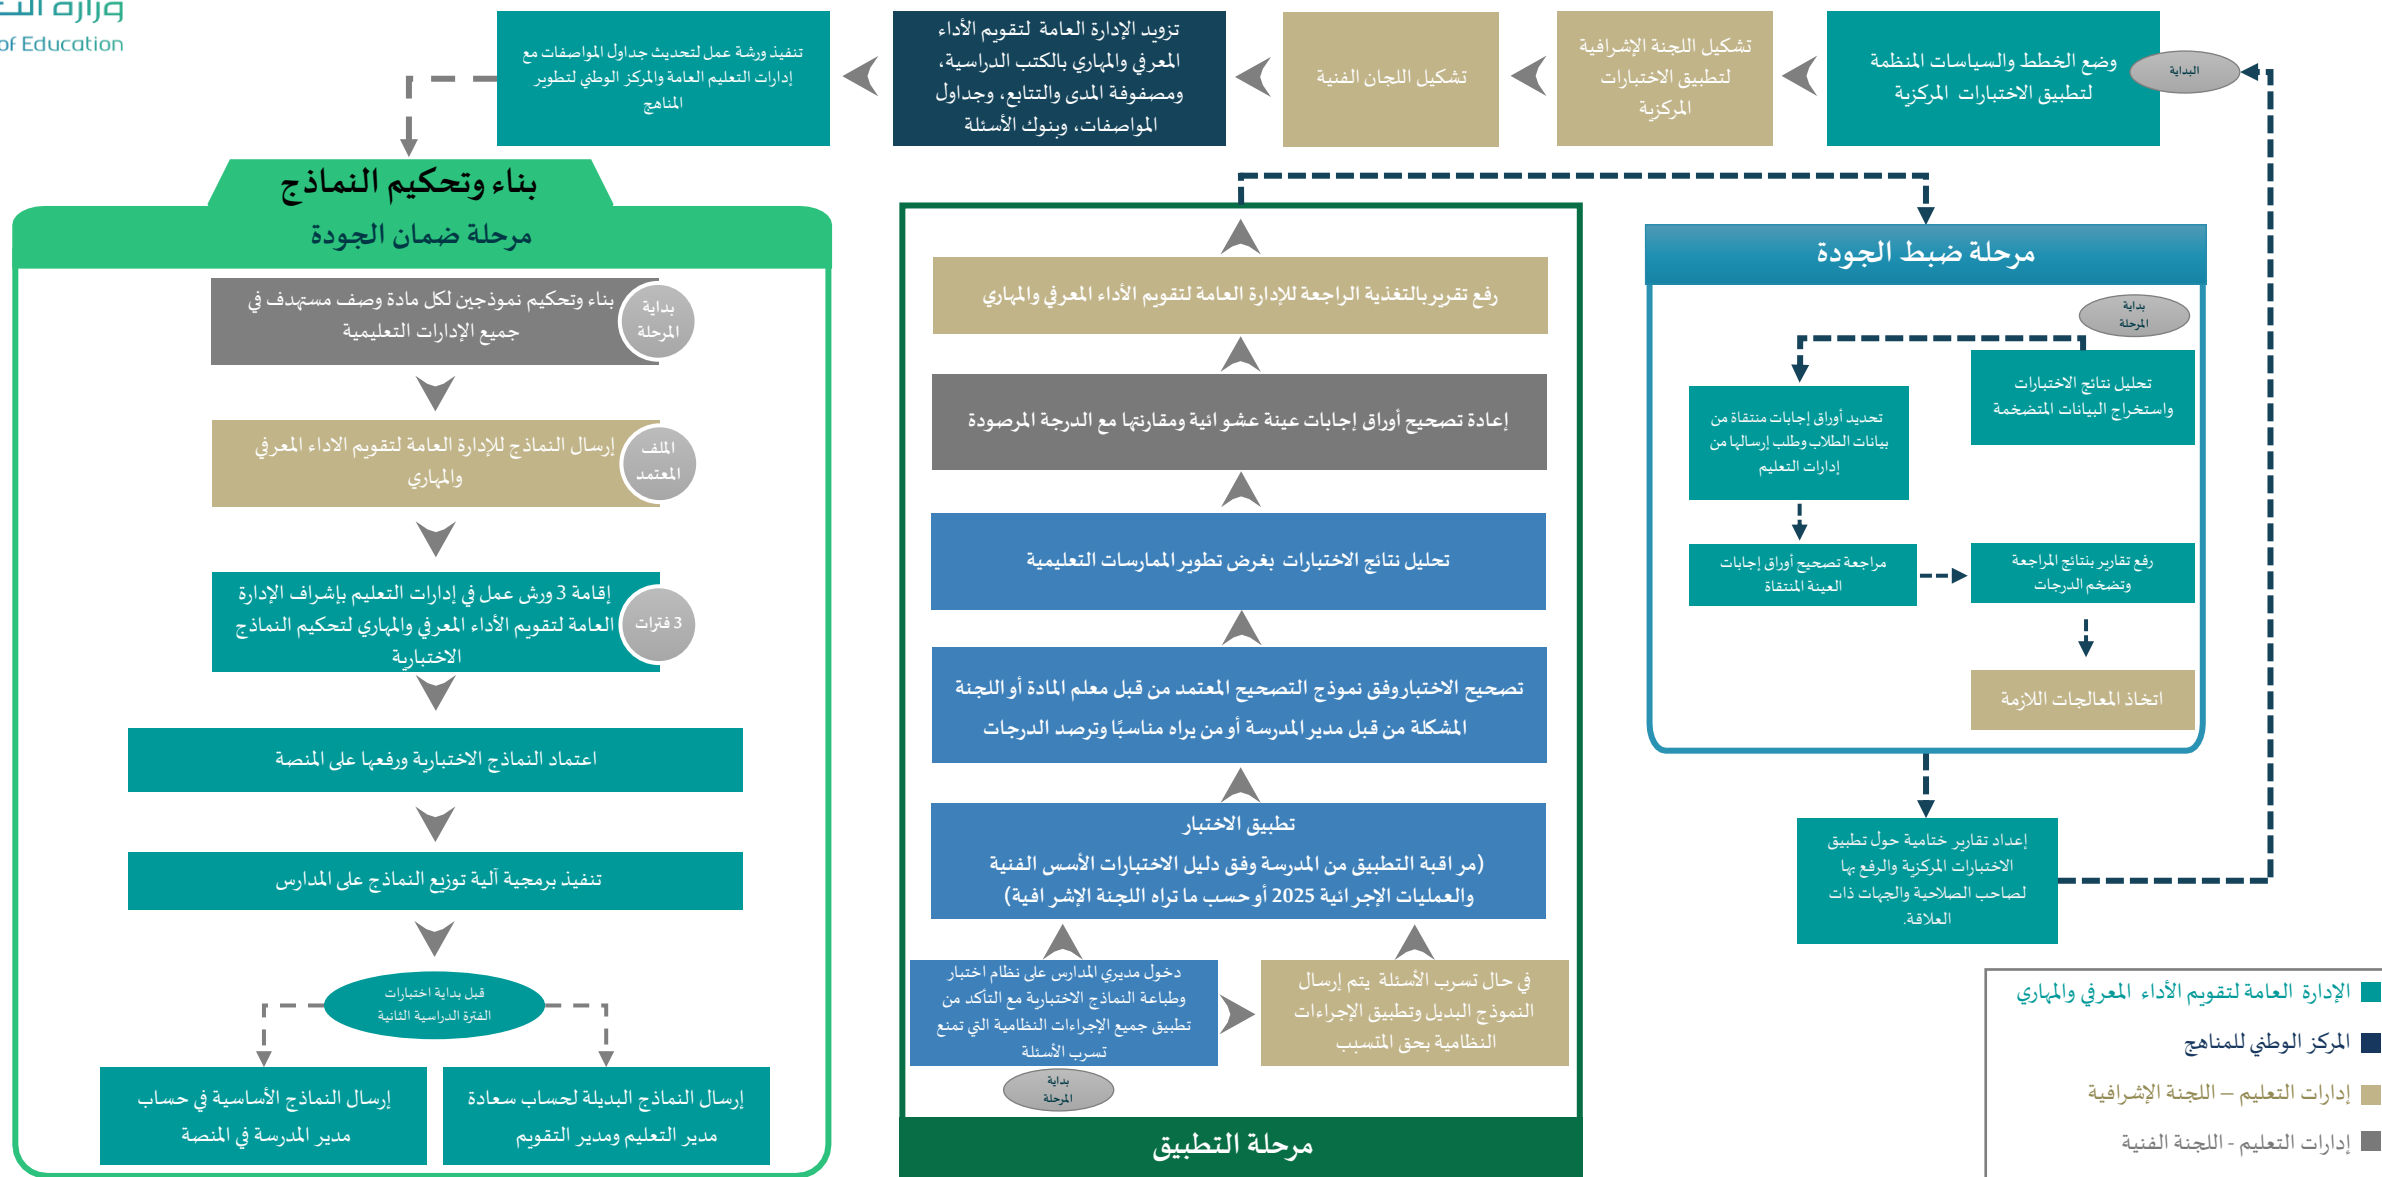 وزارة التـ
of Education
البداية
وضع الخطط والسياسات المنظمة
لتطبيق الاختبارات المركزية
تشكيل اللجنة الإشرافية
لتطبيق الاختبارات
المركزية
تشكيل اللجان الفنية
تزويد الإدارة العامة لتقويم الأداء
المعرفي والمهاري بالكتب الدراسية،
ومصفوفة المدى والتتابع، وجداول
المواصفات، وبنوك الأسئلة
تنفيذ ورشة عمل لتحديث جداول المواصفات مع
إدارات التعليم العامة والمركز الوطني لتطوير
المناهج
بناء وتحكيم النماذج
مرحلة ضمان الجودة
بداية
المرحلة
بناء وتحكيم نموذجين لكل مادة وصف مستهدف في
جميع الإدارات التعليمية
الملف
المعتمد
إرسال النماذج للإدارة العامة لتقويم الاداء المعرفي
والمهاري
3 فترات
إقامة 3 ورش عمل في إدارات التعليم بإشراف الإدارة
العامة لتقويم الأداء المعرفي والمهاري لتحكيم النماذج
الاختبارية
اعتماد النماذج الاختبارية ورفعها على المنصة
تنفيذ برمجية آلية توزيع النماذج على المدارس
قبل بداية اختبارات
الفترة الدراسية الثانية
إرسال النماذج البديلة لحساب سعادة
مدير التعليم ومدير التقويم
إرسال النماذج الأساسية في حساب
مدير المدرسة في المنصة
رفع تقرير بالتغذية الراجعة للإدارة العامة لتقويم الأداء المعرفي والمهاري
إعادة تصحيح أوراق إجابات عينة عشوائية ومقارنتها مع الدرجة المرصودة
تحليل نتائج الاختبارات بغرض تطوير الممارسات التعليمية
تصحيح الاختبار وفق نموذج التصحيح المعتمد من قبل معلم المادة أو اللجنة
المشكلة من قبل مدير المدرسة أو من يراه مناسبًا وترصد الدرجات
تطبيق الاختبار
(مراقبة التطبيق من المدرسة وفق دليل الاختبارات الأسس الفنية
والعمليات الإجرائية 2025 أو حسب ما تراه اللجنة الإشرافية)
في حال تسرب الأسئلة يتم إرسال
النموذج البديل وتطبيق الإجراءات
النظامية بحق المتسبب
دخول مديري المدارس على نظام اختبار
وطباعة النماذج الاختبارية مع التأكد من
تطبيق جميع الإجراءات النظامية التي تمنع
تسرب الأسئلة
بداية
المرحلة
مرحلة التطبيق
مرحلة ضبط الجودة
بداية
المرحلة
تحليل نتائج الاختبارات
واستخراج البيانات المتضخمة
تحديد أوراق إجابات منتقاة من
بيانات الطلاب وطلب إرسالها من
إدارات التعليم
مراجعة تصحيح أوراق إجابات
العينة المنتقاة
رفع تقارير بنتائج المراجعة
وتضخم الدرجات
اتخاذ المعالجات اللازمة
إعداد تقارير ختامية حول تطبيق
الاختبارات المركزية والرفع بها
لصاحب الصلاحية والجهات ذات
العلاقة.
الإدارة العامة لتقويم الأداء المعرفي والمهاري
المركز الوطني للمناهج
إدارات التعليم – اللجنة الإشرافية
إدارات التعليم - اللجنة الفنية